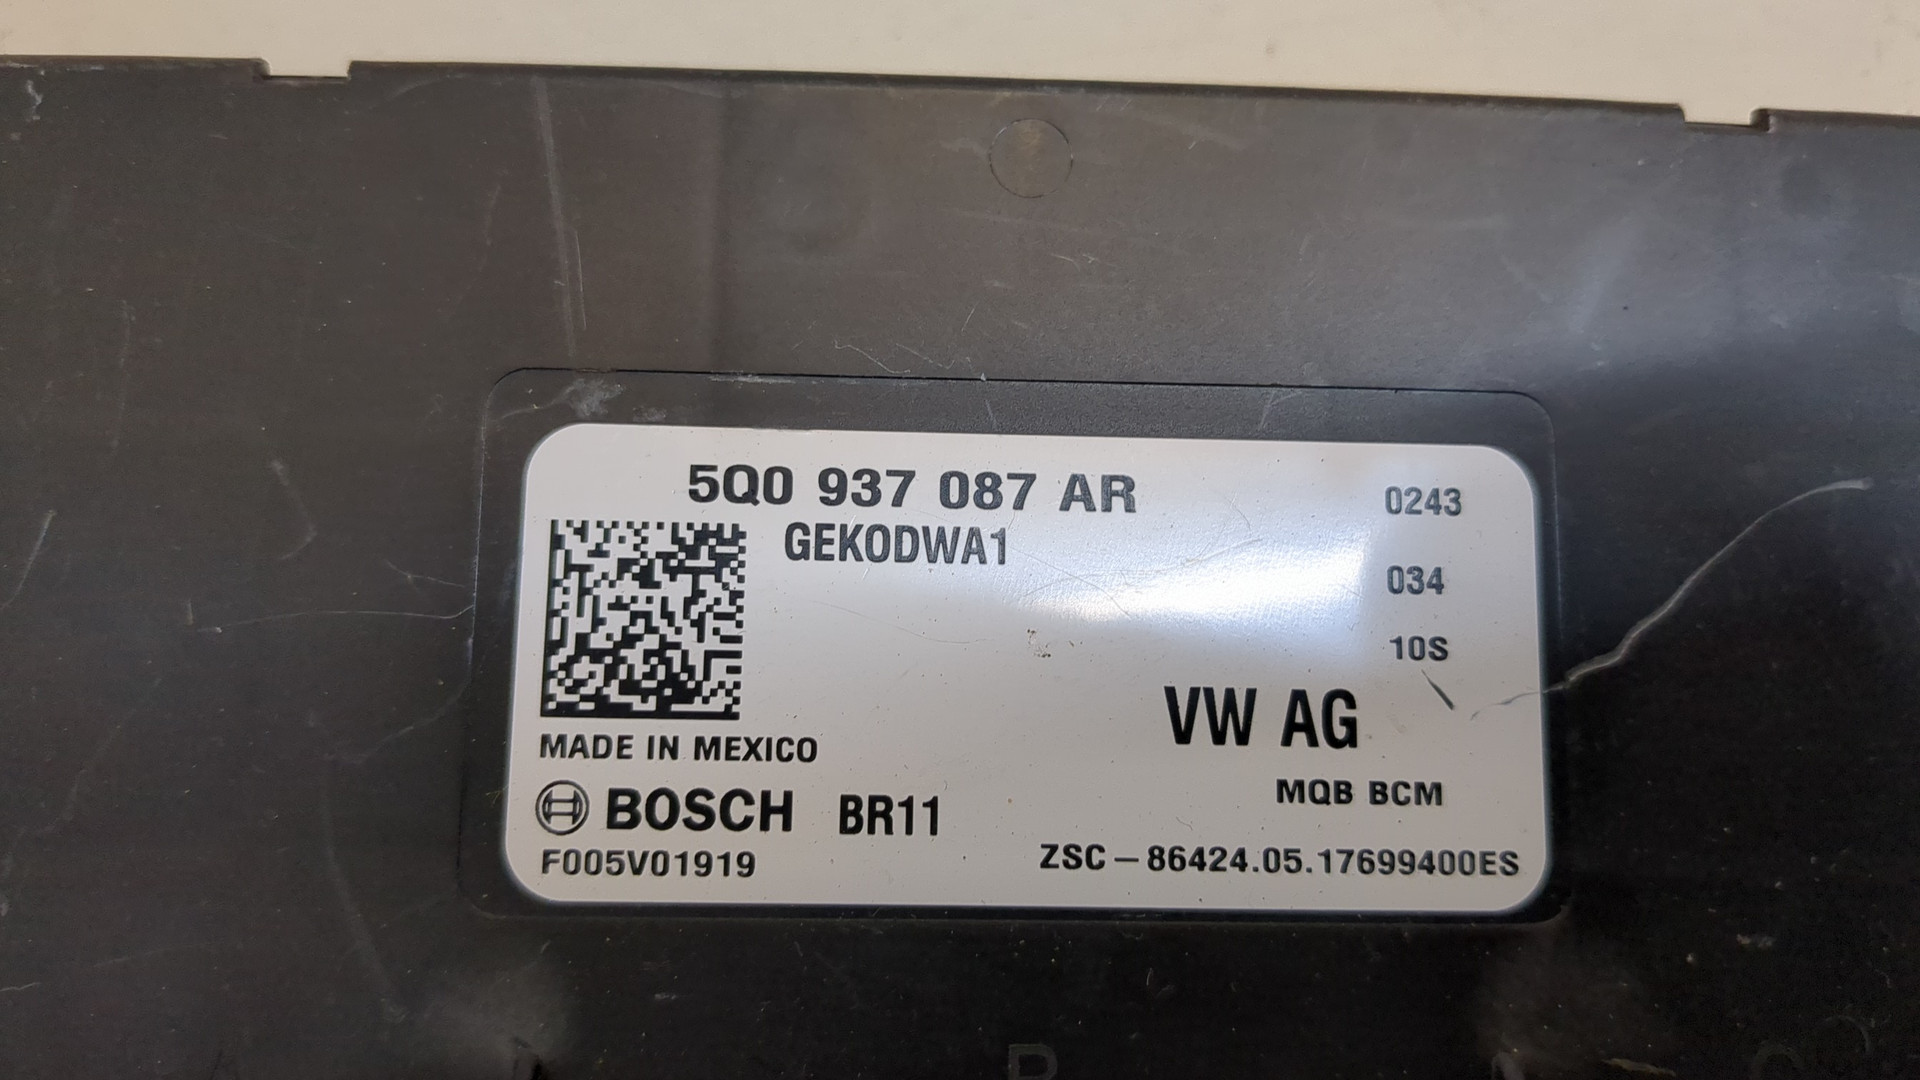 5Q0 937 087 AR
0243
GEKODWA1
034
10S
VW AG
MADE IN MEXICO
MQB BCM
BOSCH BR11
F005V01919
ZSC-86424.05.17699400ES